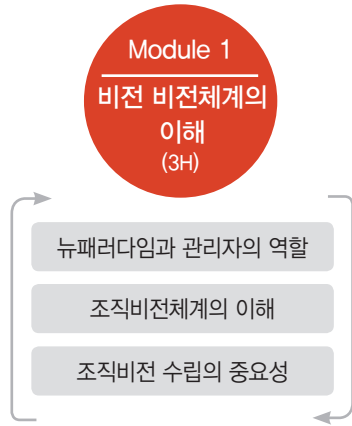 Module 1
비전 비전체계의
이해
(3H)
뉴패러다임과 관리자의 역할
조직비전체계의 이해
조직비전 수립의 중요성